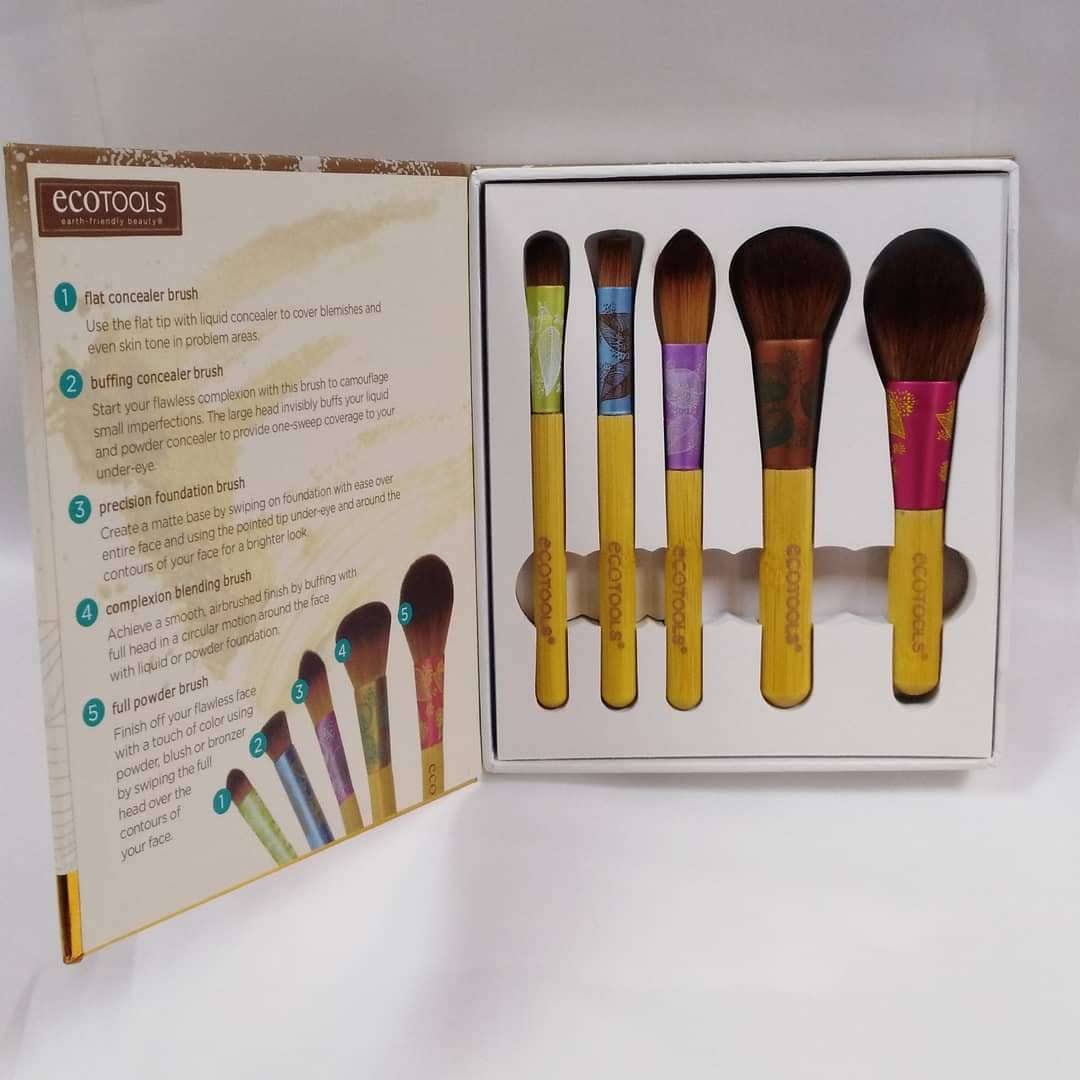 ecoTOOLS
earth-friendly beauty®
1 flat concealer brush
Use the flat tip with liquid concealer to cover blemishes and
even skin tone in problem areas.
2 buffing concealer brush
Start your flawless complexion with this brush to camouflage
small imperfections. The large head invisibly buffs your liquid
and powder concealer to provide one-sweep coverage to your
under-eye.
3 precision foundation brush
Create a matte base by swiping on foundation with ease over
entire face and using the pointed tip under-eye and around the
contours of your face for a brighter look
4 complexion blending brush
Achieve a smooth, airbrushed finish by buffing with
full head in a circular motion around the face
with liquid or powder foundation.
5 full powder brush
Finish off your flawless face
with a touch of color using
powder, blush or bronzer
by swiping the full
head over the
contours of
your face.
1
2
3
4
5
eco
ecoTOOLS®
ecoTOOLS®
ecoTOOLS®
ecoTOOLS®
ecoTOOLS®